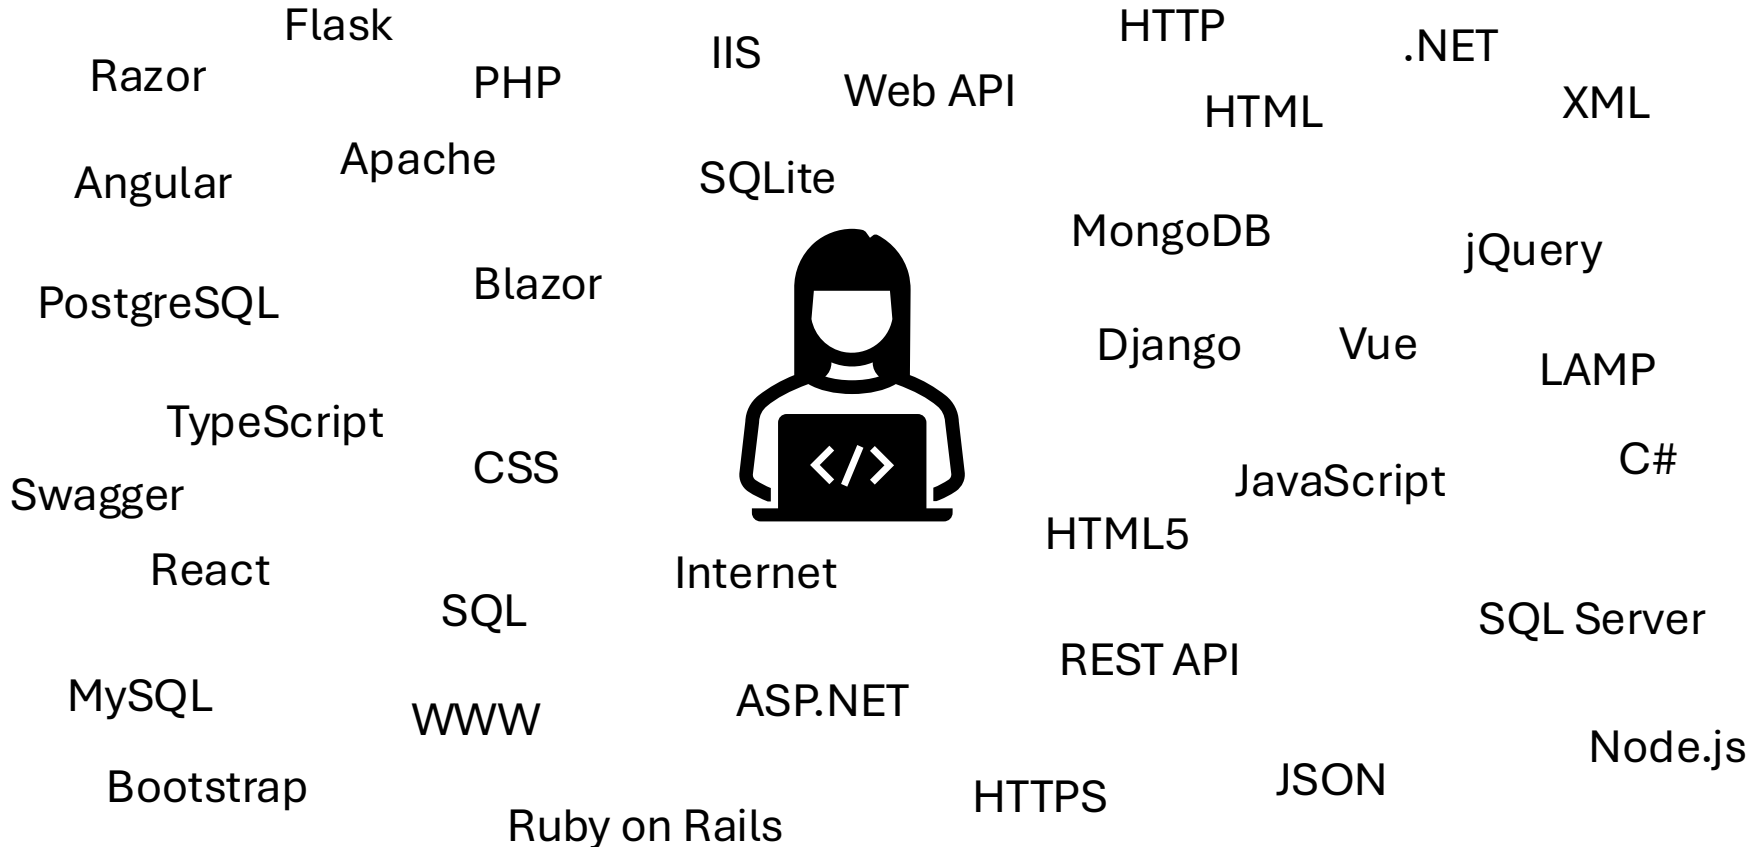 Flask
HTTP
.NET
IIS
Razor
PHP
Web API
XML
HTML
Apache
SQLite
Angular
MongoDB
jQuery
Blazor
PostgreSQL
Django
Vue
LAMP
TypeScript
C#
CSS
</>
JavaScript
Swagger
HTML5
React
Internet
SQL
SQL Server
REST API
MySQL
ASP.NET
WWW
Node.js
JSON
Bootstrap
HTTPS
Ruby on Rails